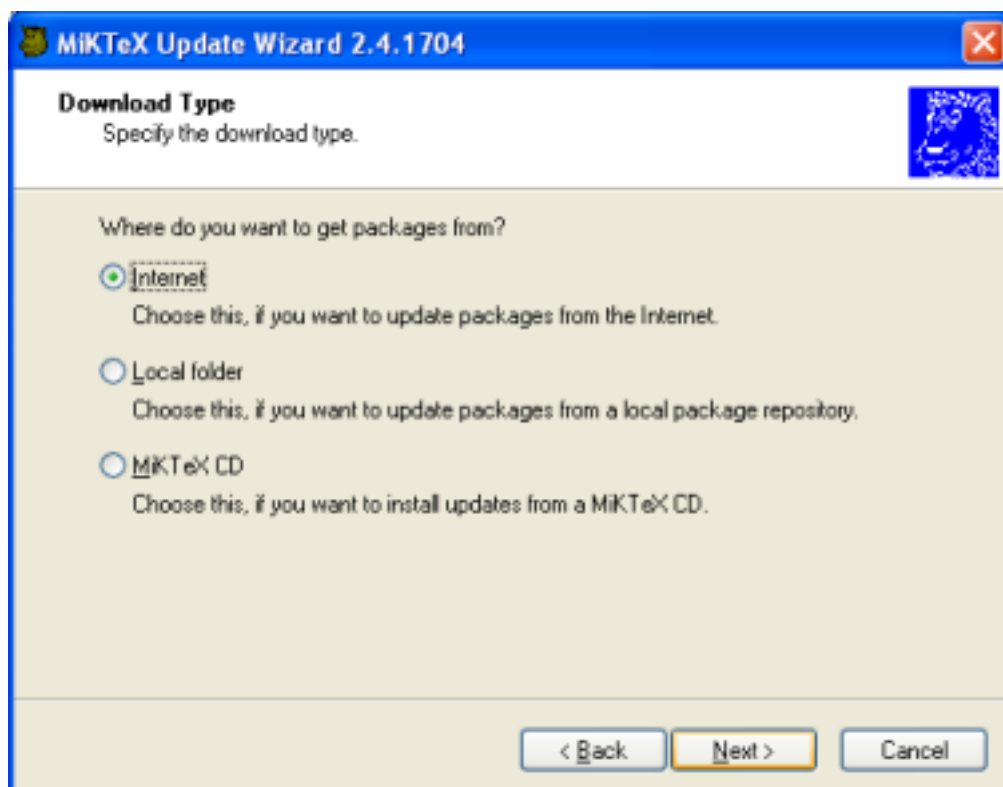 MiKTeX Update Wizard 2.4.1704
Download Type
Specify the download type.
Where do you want to get packages from?
Internet
Choose this, if you want to update packages from the Internet.
Local folder
Choose this, if you want to update packages from a local package repository.
MiKTeX CD
Choose this, if you want to install updates from a MiKTeX CD.
< Back Next > Cancel